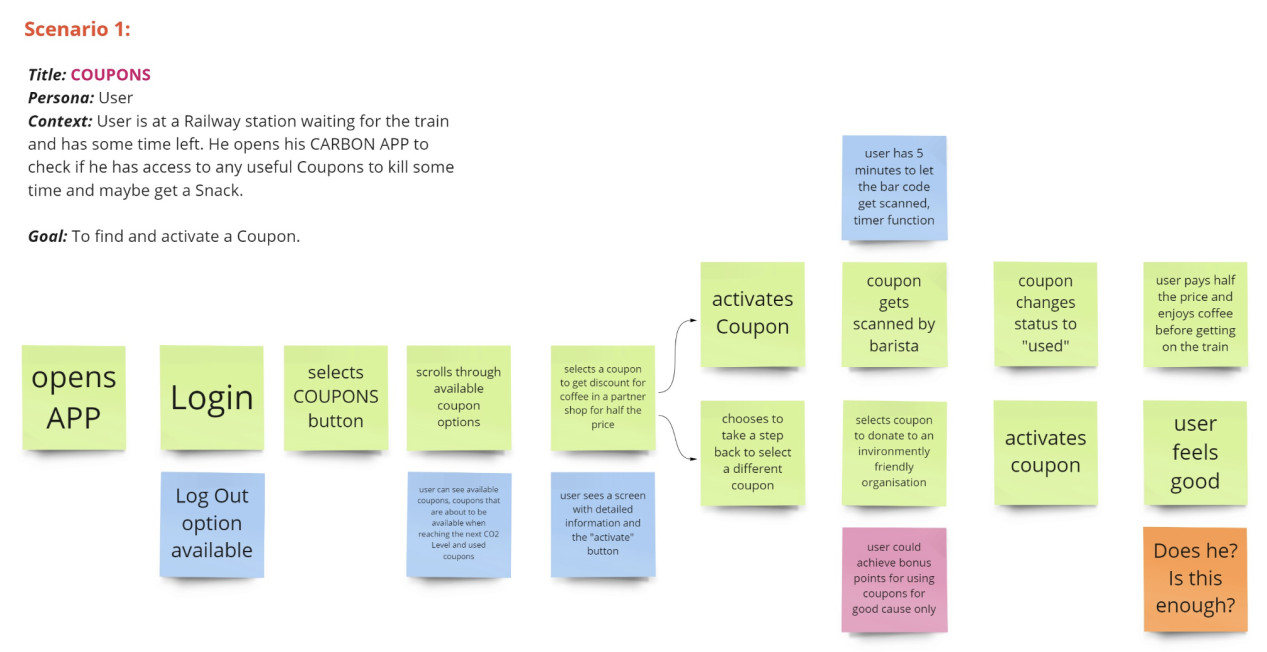 Scenario 1:
Title: COUPONS
Persona: User
Context: User is at a Railway station waiting for the train
and has some time left. He opens his CARBON APP to
check if he has access to any useful Coupons to kill some
time and maybe get a Snack.
Goal: To find and activate a Coupon.
opens
APP
Login
Log Out
option
available
selects
COUPONS
button
scrolls through
available
coupon
options
user can see available
coupons, coupons that
are about to be
available when
reaching the next CO2
Level and used
coupons
selects a coupon
to get discount for
coffee in a partner
shop for half the
price
user sees a screen
with detailed
information and
the "activate"
button
activates
Coupon
user has 5
minutes to let
the bar code
get scanned,
timer function
coupon
gets
scanned by
barista
coupon
changes
status to
"used"
user pays half
the price and
enjoys coffee
before getting
on the train
chooses to
take a step
back to select
a different
coupon
selects coupon
to donate to an
invironmently
friendly
organisation
user could
achieve bonus
points for using
coupons for
good cause only
activates
coupon
user
feels
good
Does he?
Is this
enough?